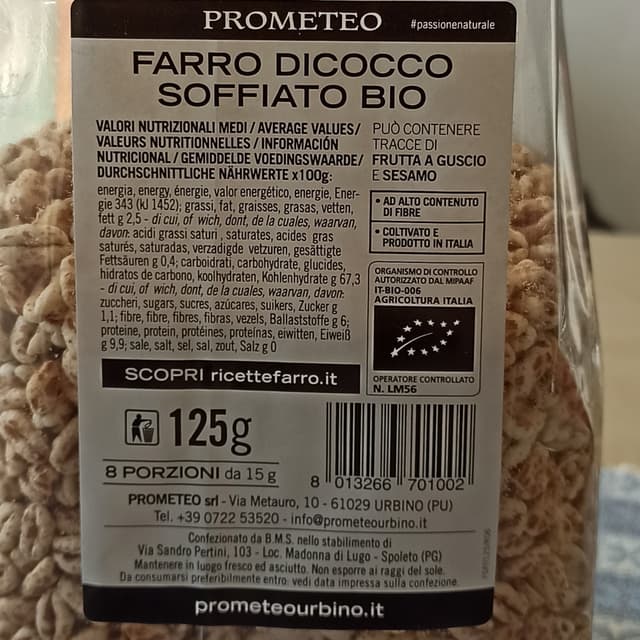 PROMETEO
#passionenaturale
FARRO DICOCCO
SOFFIATO BIO
VALORI NUTRIZIONALI MEDI / AVERAGE VALUES/
VALEURS NUTRITIONNELLES / INFORMACIÓN
NUTRICIONAL / GEMIDDELDE VOEDINGSWAARDE/
DURCHSCHNITTLICHE NÄHRWERTE x100g:
energia, energy, énergie, valor energético, energie, Ener-
gie 343 (kJ 1452); grassi, fat, graisses, grasas, vetten,
fett g 2,5 - di cui, of wich, dont, de la cuales, waarvan,
davon: acidi grassi saturi , saturates, acides gras
saturés, saturadas, verzadigde vetzuren, gesättigte
Fettsäuren g 0,4; carboidrati, carbohydrate, glucides,
hidratos de carbono, koolhydraten, Kohlenhydrate g 67,3
- di cui, of wich, dont, de la cuales, waarvan, davon:
zuccheri, sugars, sucres, azúcares, suikers, Zucker g
1,1; fibre, fibre, fibres, fibras, vezels, Ballaststoffe g 6;
proteine, protein, protéines, proteínas, eiwitten, Eiweiß
g 9,9; sale, salt, sel, sal, zout, Salz g 0
PUÒ CONTENERE
TRACCE DI
FRUTTA A GUSCIO
E SESAMO
• AD ALTO CONTENUTO
DI FIBRE
• COLTIVATO E
PRODOTTO IN ITALIA
ORGANISMO DI CONTROLLO
AUTORIZZATO DAL MIPAAF
IT-BIO-006
AGRICOLTURA ITALIA
OPERATORE CONTROLLATO
N. LM56
SCOPRI ricettefarro.it
125g
8 PORZIONI da 15 g
8 013266 701002
PROMETEO srl - Via Metauro, 10 - 61029 URBINO (PU)
Tel. +39 0722 53520 - info@prometeourbino.it
Confezionato da B.M.S. nello stabilimento di
Via Sandro Pertini, 103 - Loc. Madonna di Lugo - Spoleto (PG)
Mantenere in luogo fresco ed asciutto. Non esporre ai raggi del sole.
Da consumarsi preferibilmente entro: vedi data impressa sulla confezione.
prometeourbino.it